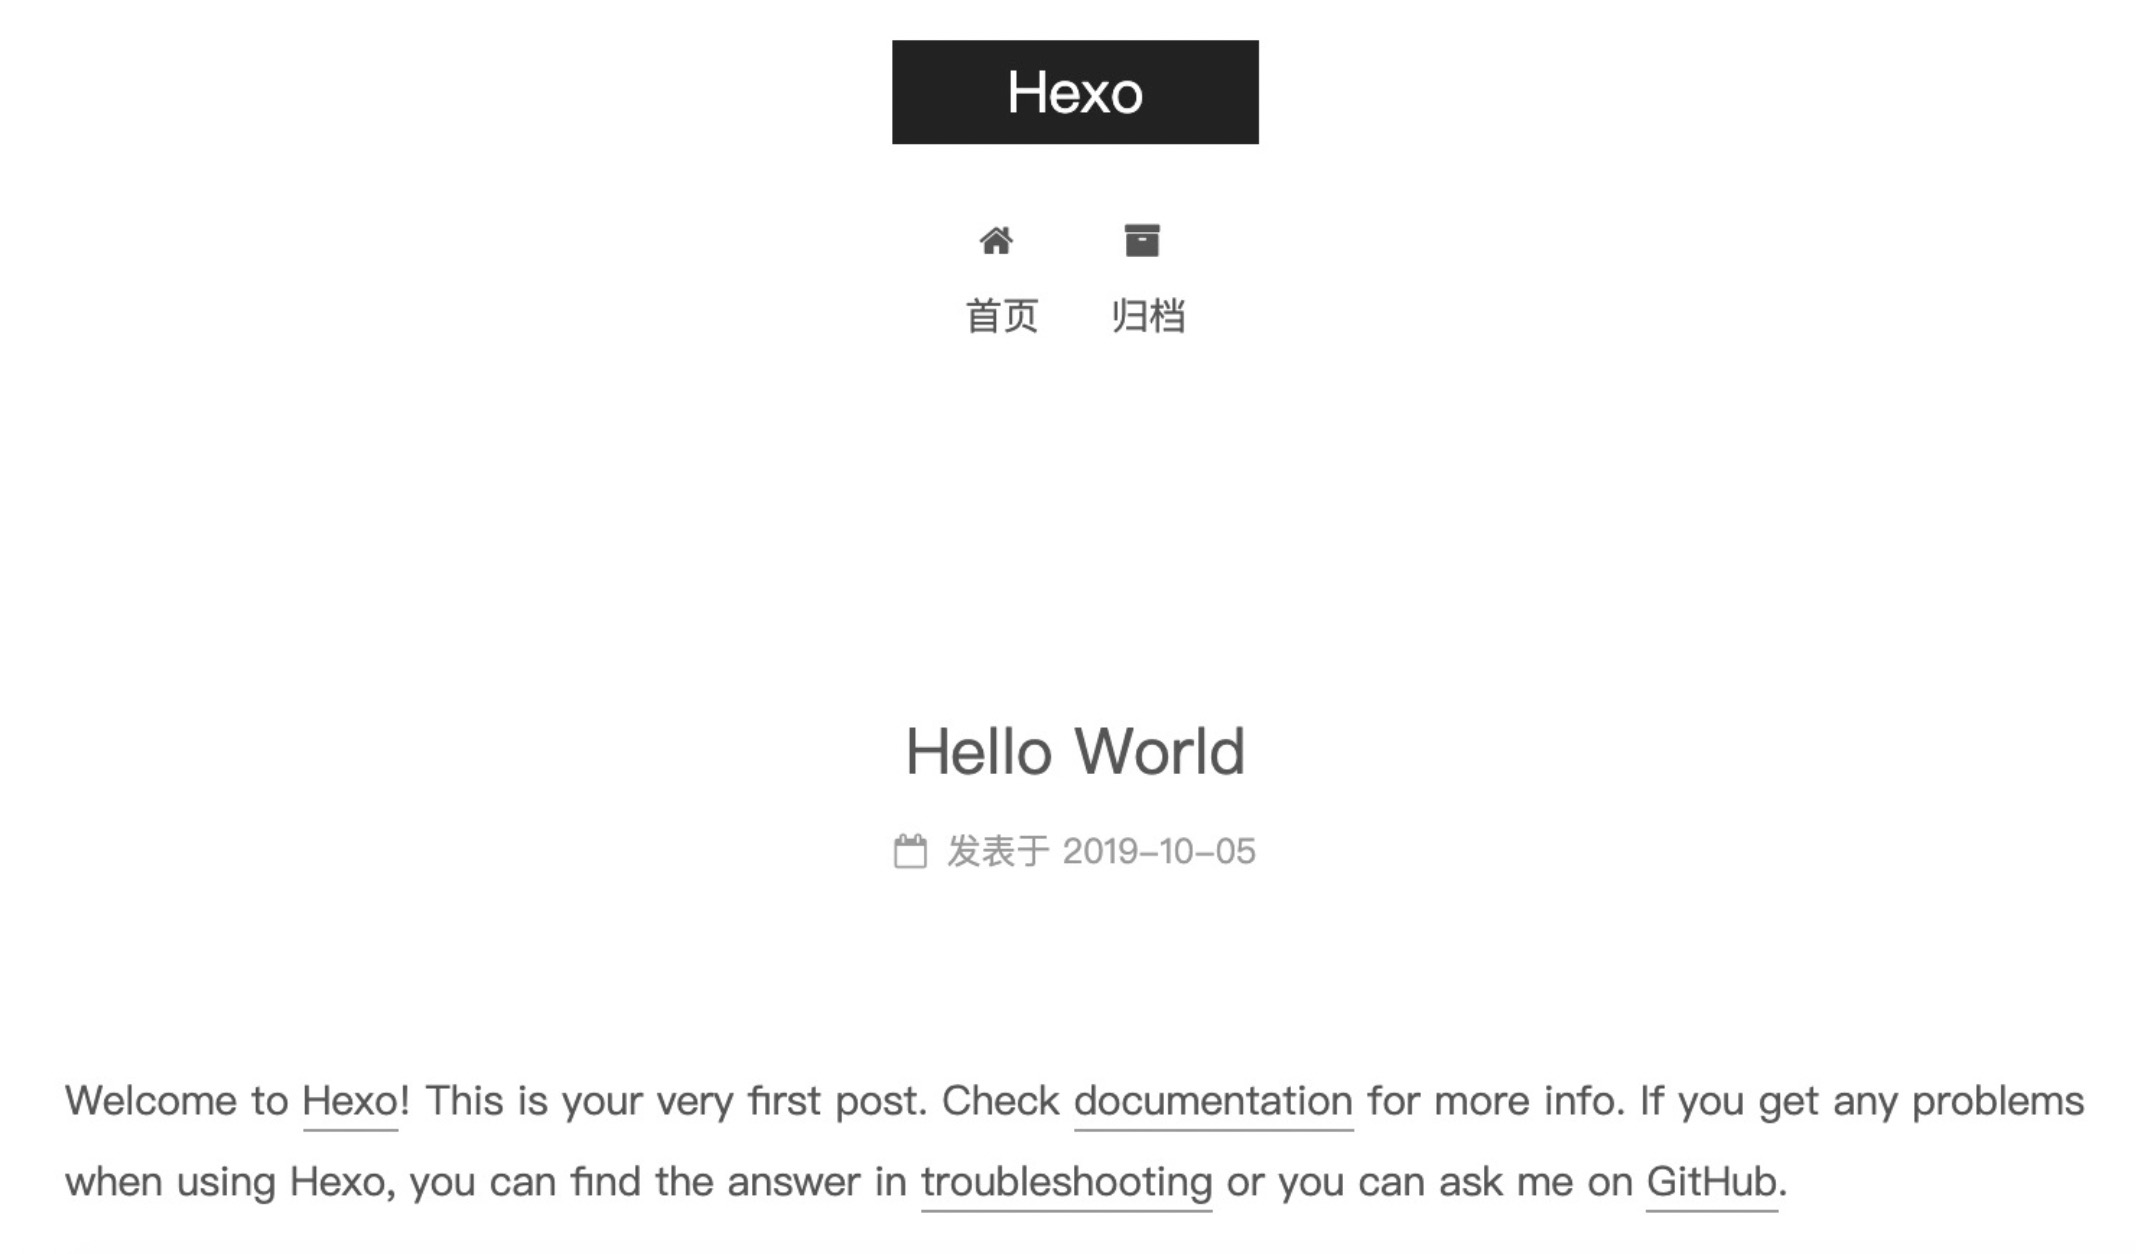 Hexo
首页 归档
Hello World
发表于 2019-10-05
Welcome to Hexo! This is your very first post. Check documentation for more info. If you get any problems
when using Hexo, you can find the answer in troubleshooting or you can ask me on GitHub.